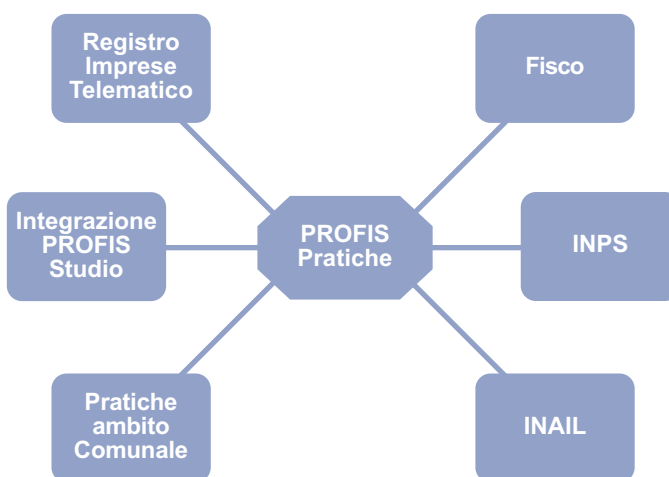 Registro
Imprese
Telematico
Fisco
Integrazione
PROFIS
Studio
PROFIS
Pratiche
INPS
Pratiche
ambito
Comunale
INAIL